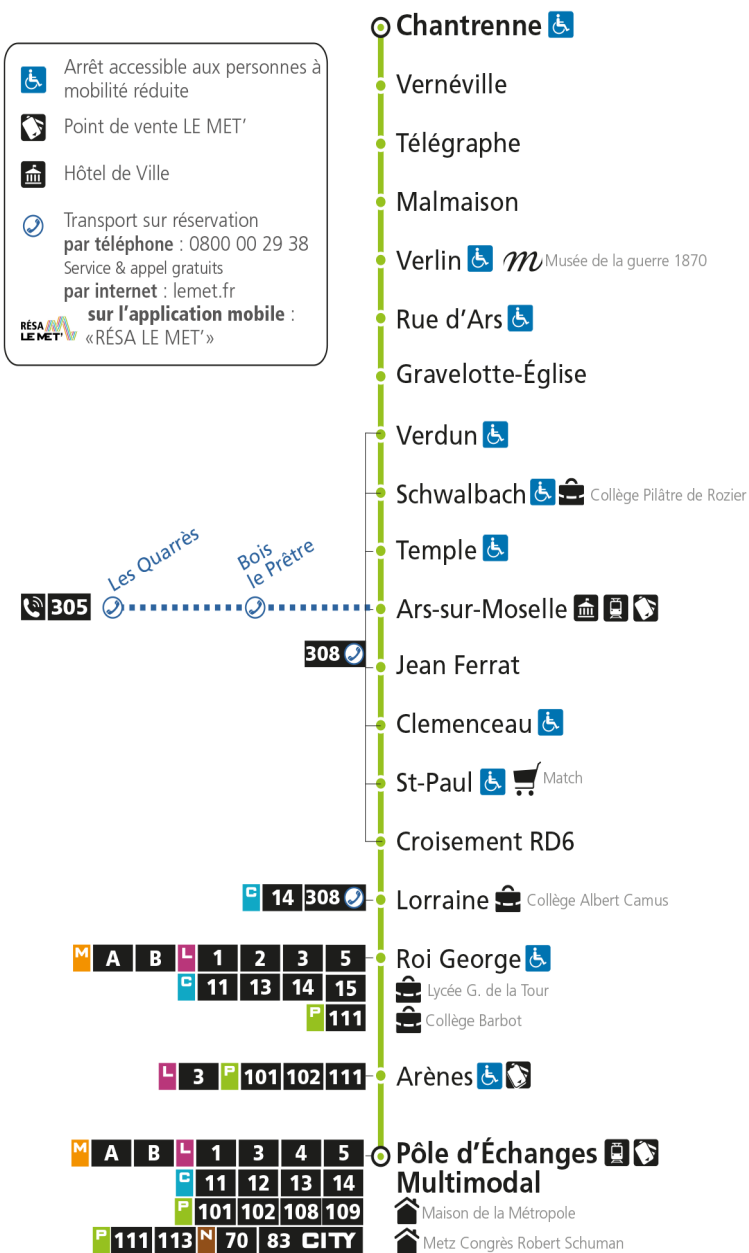 Chantrenne
Arrêt accessible aux personnes à
mobilité réduite
Point de vente LE MET'
Hôtel de Ville
Transport sur réservation
par téléphone : 0800 00 29 38
Service & appel gratuits
par internet : lemet.fr
sur l'application mobile :
RÉSA
LE MET'
«RÉSA LE MET'»
Vernéville
Télégraphe
Malmaison
Verlin m Musée de la guerre 1870
Rue d'Ars
Gravelotte-Église
Verdun
Schwalbach Collège Pilâtre de Rozier
Temple
Les Quarrès
Bois
le Prêtre
305
Ars-sur-Moselle
308
Jean Ferrat
Clemenceau
St-Paul Match
Croisement RD6
C 14 308 Lorraine Collège Albert Camus
M A B L 1 2 3 5 Roi George
C 11 13 14 15 Lycée G. de la Tour
P 111 Collège Barbot
L 3 P 101 102 111 Arènes
M A B L 1 3 4 5 Pôle d'Échanges
C 11 12 13 14 Multimodal
P 101 102 108 109 Maison de la Métropole
P 111 113 N 70 83 CITY Metz Congrès Robert Schuman